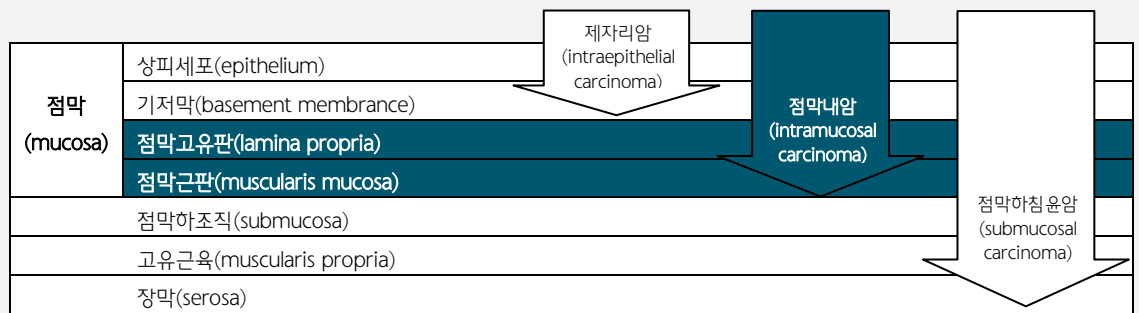 제자리암
(intraepithelial
carcinoma)
상피세포(epithelium)
점막
(mucosa)
기저막(basement membrance)
점막내암
(intramucosal
carcinoma)
점막고유판(lamina propria)
점막근판(muscularis mucosa)
점막하조직(submucosa)
점막하침윤암
(submucosal
carcinoma)
고유근육(muscularis propria)
장막(serosa)